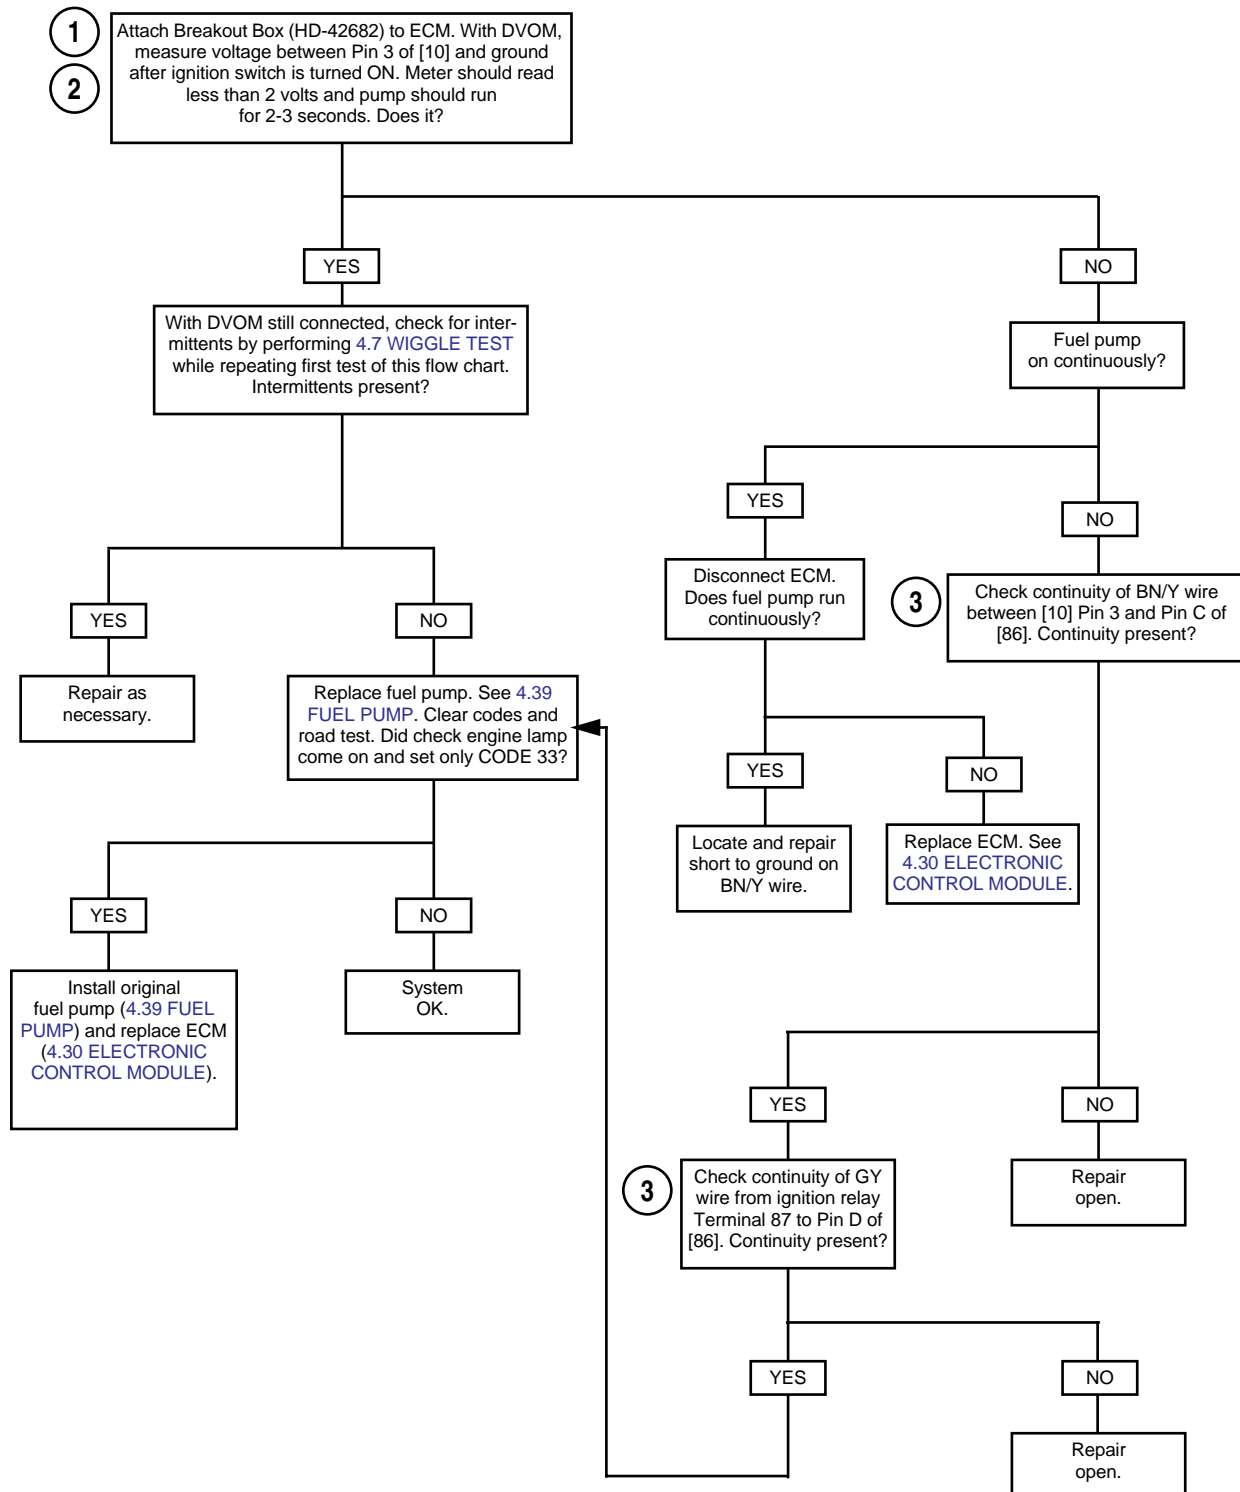 1
2
Attach Breakout Box (HD-42682) to ECM. With DVOM,
measure voltage between Pin 3 of [10] and ground
after ignition switch is turned ON. Meter should read
less than 2 volts and pump should run
for 2-3 seconds. Does it?
YES
NO
With DVOM still connected, check for inter-
mittents by performing 4.7 WIGGLE TEST
while repeating first test of this flow chart.
Intermittents present?
Fuel pump
on continuously?
YES
NO
Disconnect ECM.
Does fuel pump run
continuously?
3
Check continuity of BN/Y wire
between [10] Pin 3 and Pin C of
[86]. Continuity present?
YES
NO
Repair as
necessary.
Replace fuel pump. See 4.39
FUEL PUMP. Clear codes and
road test. Did check engine lamp
come on and set only CODE 33?
YES
NO
Locate and repair
short to ground on
BN/Y wire.
Replace ECM. See
4.30 ELECTRONIC
CONTROL MODULE.
YES
NO
Install original
fuel pump (4.39 FUEL
PUMP) and replace ECM
(4.30 ELECTRONIC
CONTROL MODULE).
System
OK.
YES
NO
3
Check continuity of GY
wire from ignition relay
Terminal 87 to Pin D of
[86]. Continuity present?
Repair
open.
YES
NO
Repair
open.